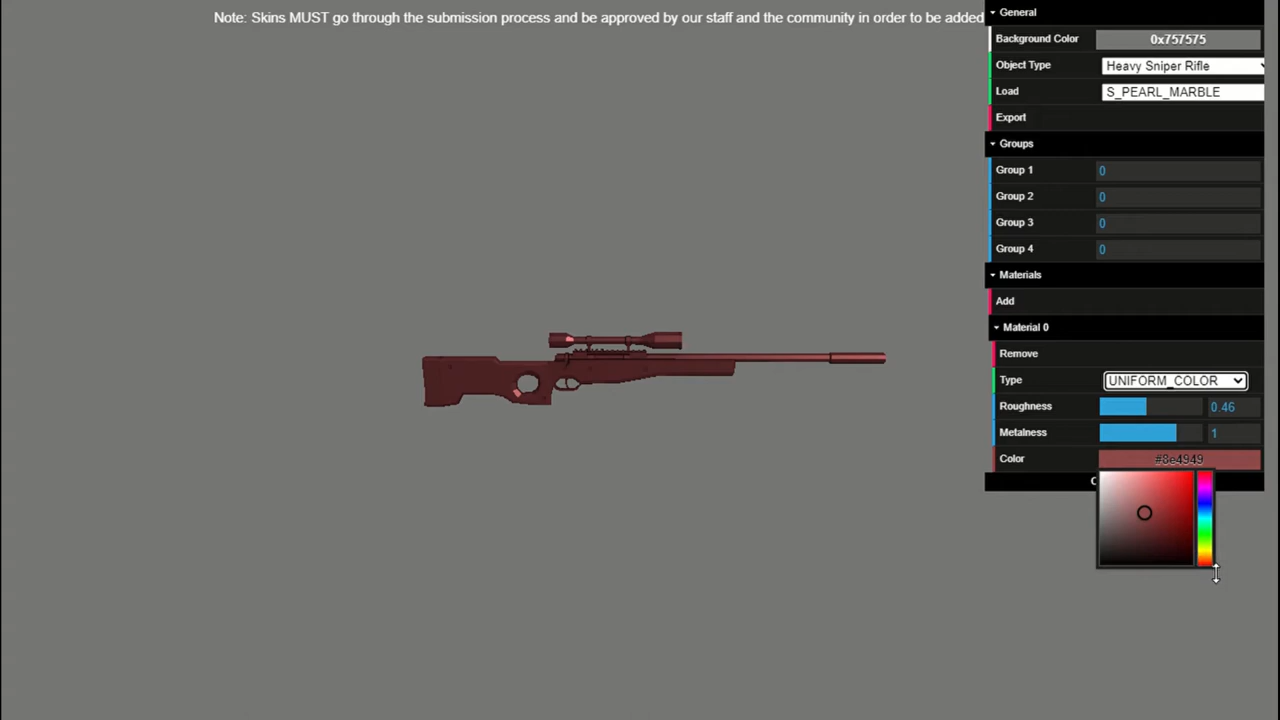 Note: Skins MUST go through the submission process and be approved by our staff and the community in order to be added
General
Background Color 0x757575
Object Type Heavy Sniper Rifle
Load S_PEARL_MARBLE
Export
Groups
Group 1 0
Group 2 0
Group 3 0
Group 4 0
Materials
Add
Material 0
Remove
Type UNIFORM_COLOR
Roughness 0.46
Metalness 1
Color #8e4949